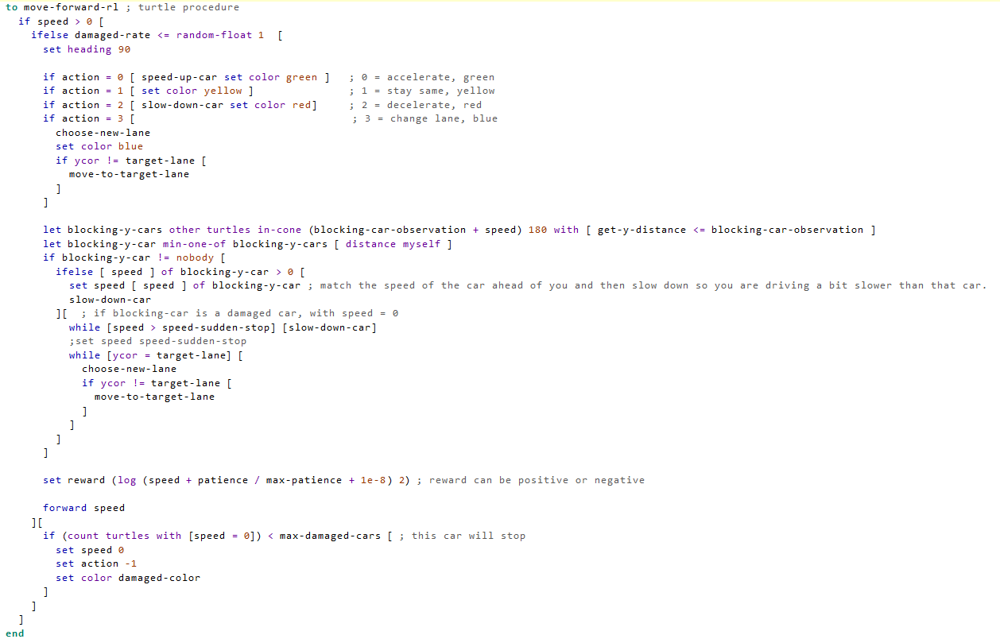 to move-forward-rl ; turtle procedure
  if speed > 0 [
    ifelse damaged-rate <= random-float 1  [
      set heading 90

      if action = 0 [ speed-up-car set color green ]   ; 0 = accelerate, green
      if action = 1 [ set color yellow ]               ; 1 = stay same, yellow
      if action = 2 [ slow-down-car set color red]     ; 2 = decelerate, red
      if action = 3 [                                  ; 3 = change lane, blue
        choose-new-lane
        set color blue
        if ycor != target-lane [
          move-to-target-lane
        ]
      ]

      let blocking-y-cars other turtles in-cone (blocking-car-observation + speed) 180 with [ get-y-distance <= blocking-car-observation ]
      let blocking-y-car min-one-of blocking-y-cars [ distance myself ]
      if blocking-y-car != nobody [
        ifelse [ speed ] of blocking-y-car > 0 [
          set speed [ speed ] of blocking-y-car ; match the speed of the car ahead of you and then slow down so you are driving a bit slower than that car.
          slow-down-car
        ][  ; if blocking-car is a damaged car, with speed = 0
          while [speed > speed-sudden-stop] [slow-down-car]
          ;set speed speed-sudden-stop
          while [ycor = target-lane] [
            choose-new-lane
            if ycor != target-lane [
              move-to-target-lane
            ]
          ]
        ]
      ]

      set reward (log (speed + patience / max-patience + 1e-8) 2) ; reward can be positive or negative

      forward speed
    ][
      if (count turtles with [speed = 0]) < max-damaged-cars [ ; this car will stop
        set speed 0
        set action -1
        set color damaged-color
      ]
    ]
  ]
end